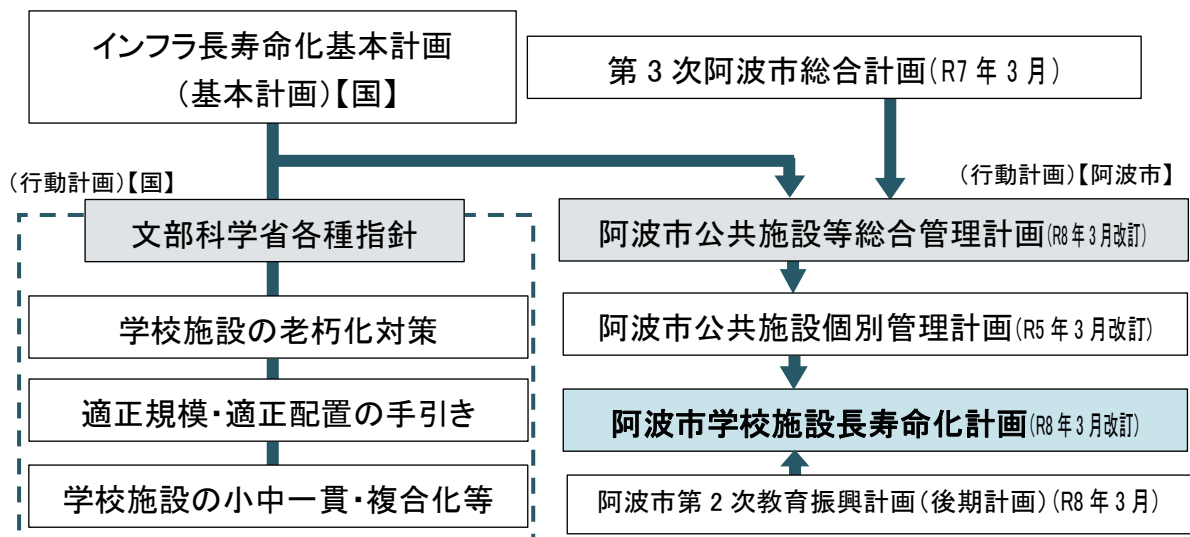 インフラ長寿命化基本計画
(基本計画)【国】
第3次阿波市総合計画(R7年3月)
(行動計画)【国】
(行動計画)【阿波市】
文部科学省各種指針
阿波市公共施設等総合管理計画(R8年3月改訂)
学校施設の老朽化対策
阿波市公共施設個別管理計画(R5年3月改訂)
適正規模・適正配置の手引き
阿波市学校施設長寿命化計画(R8年3月改訂)
学校施設の小中一貫・複合化等
阿波市第2次教育振興計画(後期計画)(R8年3月)